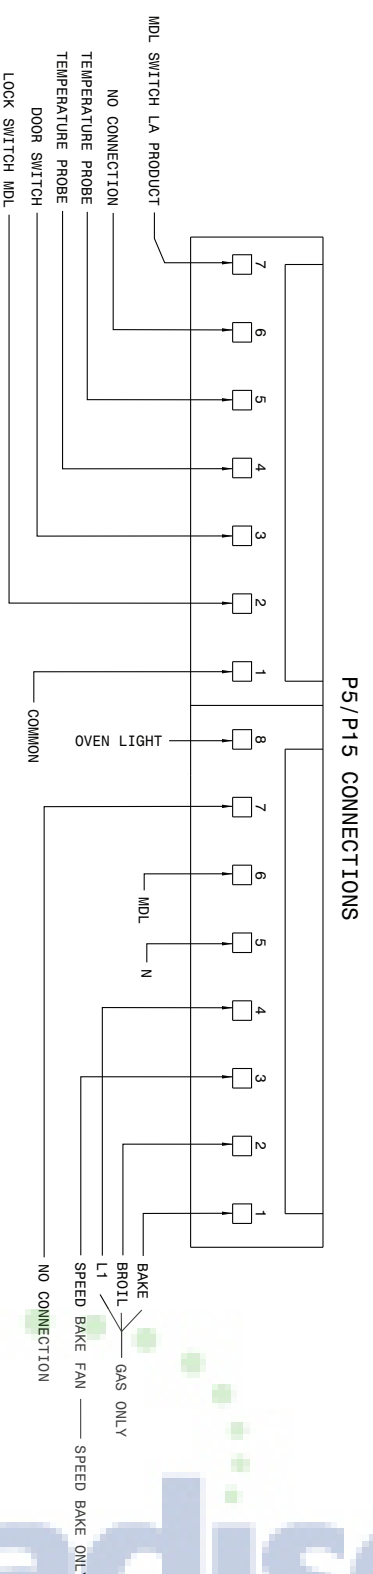 P5/P15 CONNECTIONS
MDL SWITCH LA PRODUCT
NO CONNECTION
TEMPERATURE PROBE
TEMPERATURE PROBE
DOOR SWITCH
LOCK SWITCH MDL
7
6
5
4
3
2
1
8
7
6
5
4
3
2
1
COMMON
OVEN LIGHT
MDL
N
BAKE
BROIL
L1
GAS ONLY
SPEED BAKE FAN
SPEED BAKE ONLY
NO CONNECTION